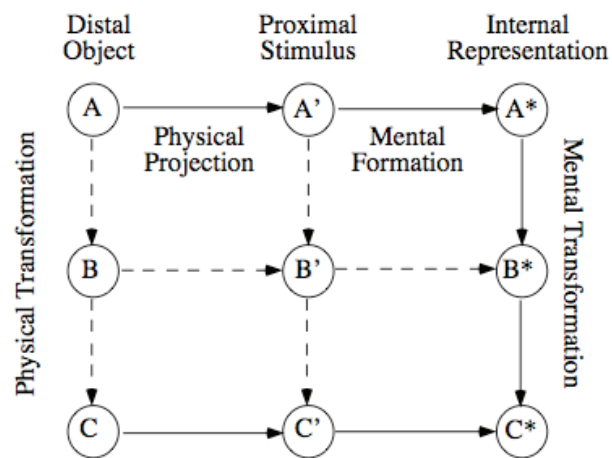 Distal
Object
Proximal
Stimulus
Internal
Representation
A
A'
A*
Physical
Projection
Mental
Formation
Physical Transformation
Mental Transformation
B
B'
B*
C
C'
C*